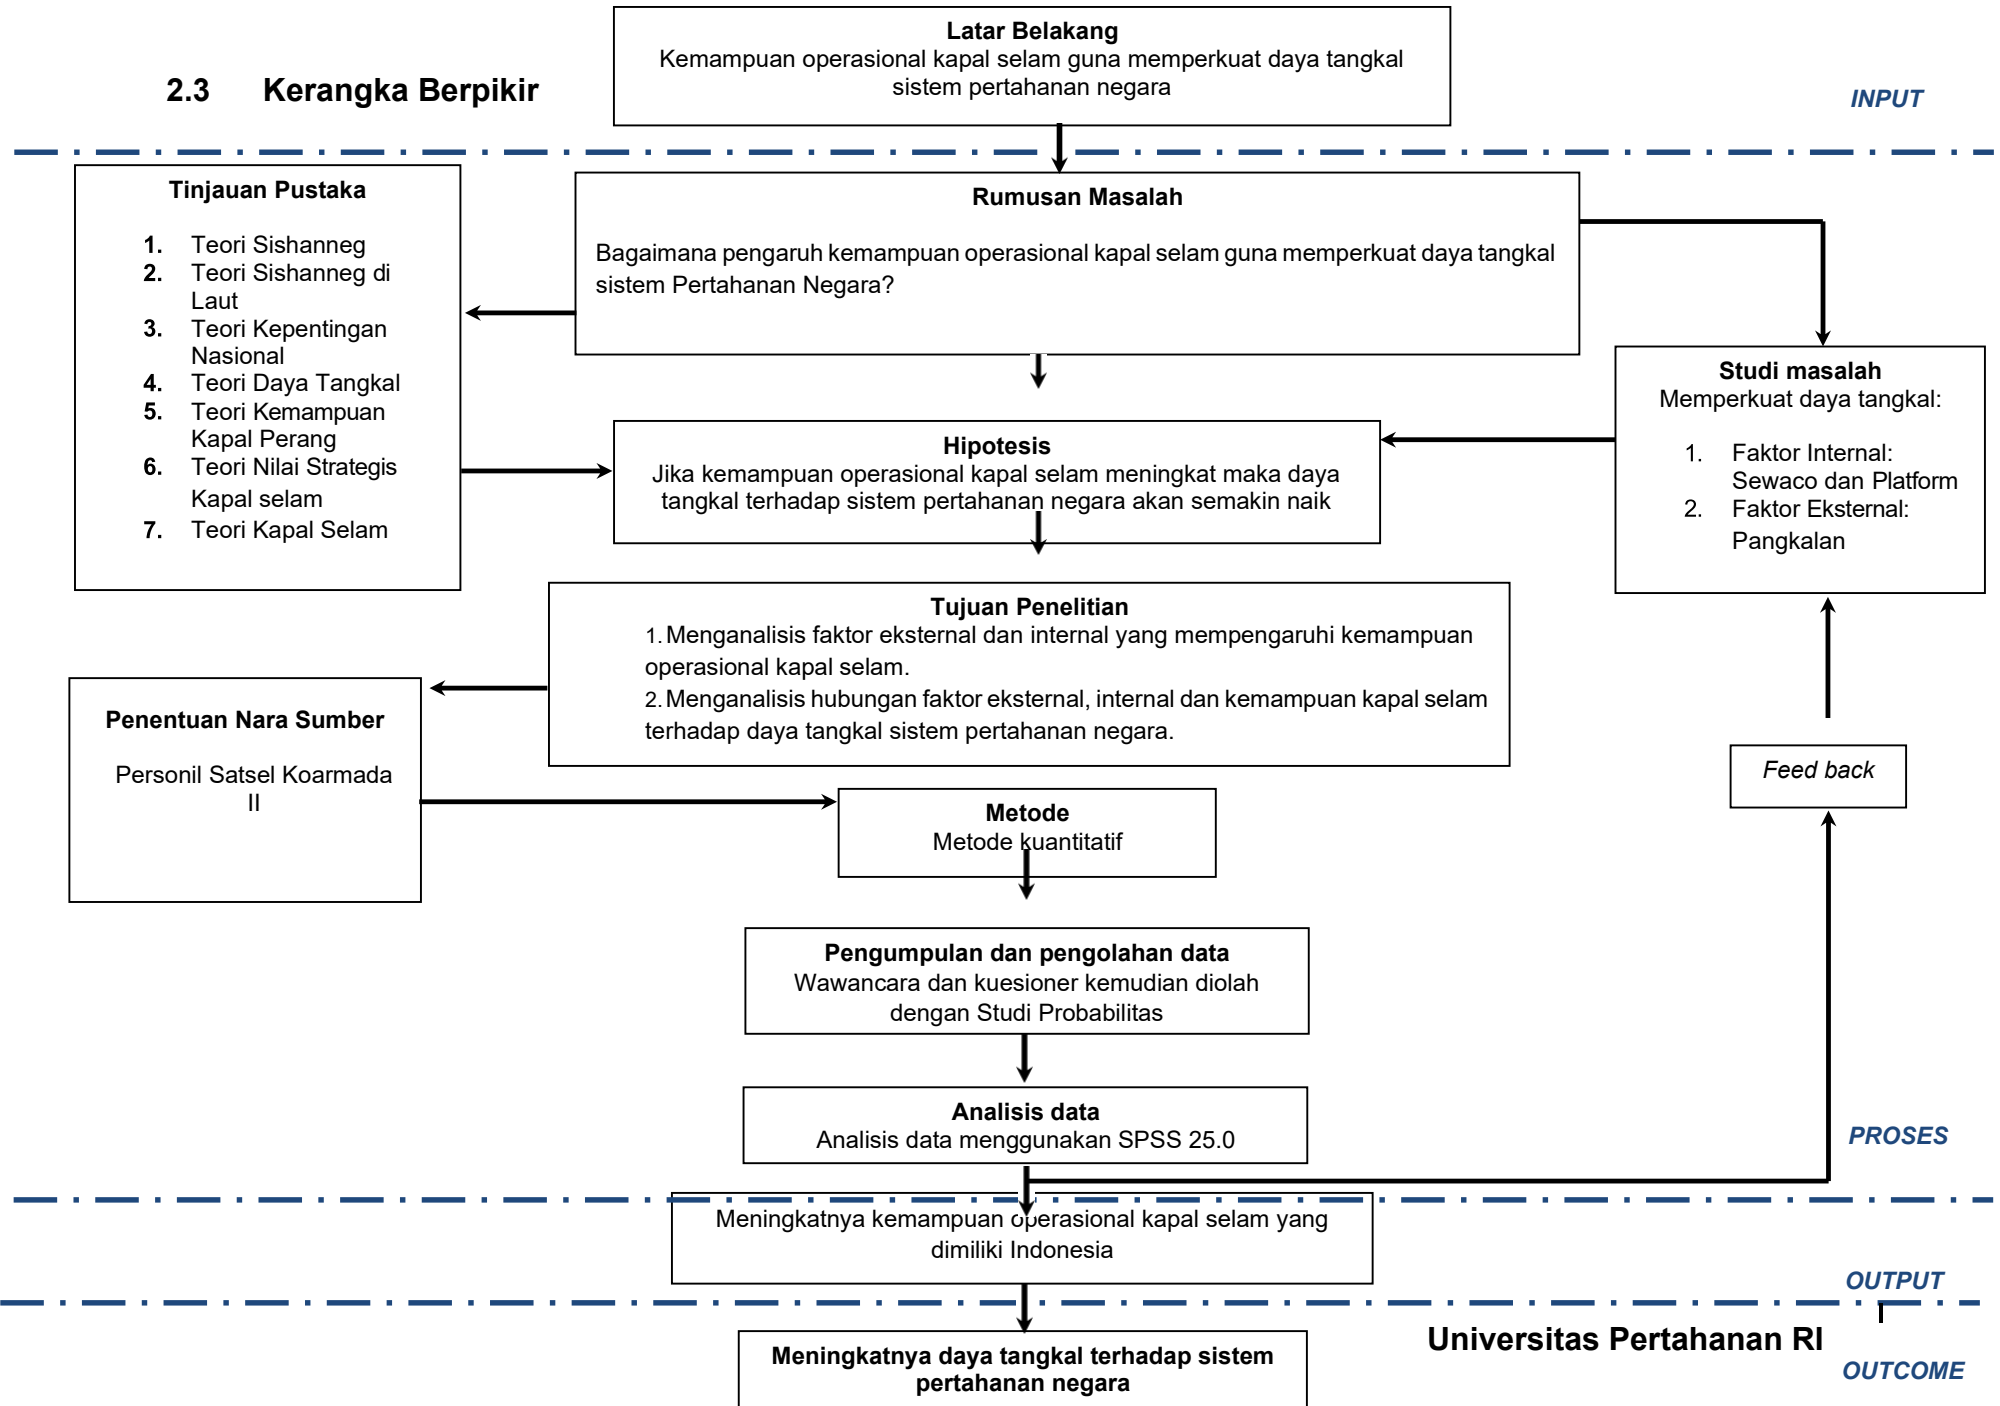 Latar Belakang
Kemampuan operasional kapal selam guna memperkuat daya tangkal
sistem pertahanan negara
2.3 Kerangka Berpikir
INPUT
Tinjauan Pustaka
1. Teori Sishanneg
2. Teori Sishanneg di
Laut
3. Teori Kepentingan
Nasional
4. Teori Daya Tangkal
5. Teori Kemampuan
Kapal Perang
6. Teori Nilai Strategis
Kapal selam
7. Teori Kapal Selam
Rumusan Masalah
Bagaimana pengaruh kemampuan operasional kapal selam guna memperkuat daya tangkal
sistem Pertahanan Negara?
Studi masalah
Memperkuat daya tangkal:
1. Faktor Internal:
Sewaco dan Platform
2. Faktor Eksternal:
Pangkalan
Hipotesis
Jika kemampuan operasional kapal selam meningkat maka daya
tangkal terhadap sistem pertahanan negara akan semakin naik
Tujuan Penelitian
1. Menganalisis faktor eksternal dan internal yang mempengaruhi kemampuan
operasional kapal selam.
2. Menganalisis hubungan faktor eksternal, internal dan kemampuan kapal selam
terhadap daya tangkal sistem pertahanan negara.
Penentuan Nara Sumber
Personil Satsel Koarmada
II
Feed back
Metode
Metode kuantitatif
Pengumpulan dan pengolahan data
Wawancara dan kuesioner kemudian diolah
dengan Studi Probabilitas
Analisis data
Analisis data menggunakan SPSS 25.0
PROSES
Meningkatnya kemampuan operasional kapal selam yang
dimiliki Indonesia
OUTPUT
Universitas Pertahanan RI
Meningkatnya daya tangkal terhadap sistem
pertahanan negara
OUTCOME